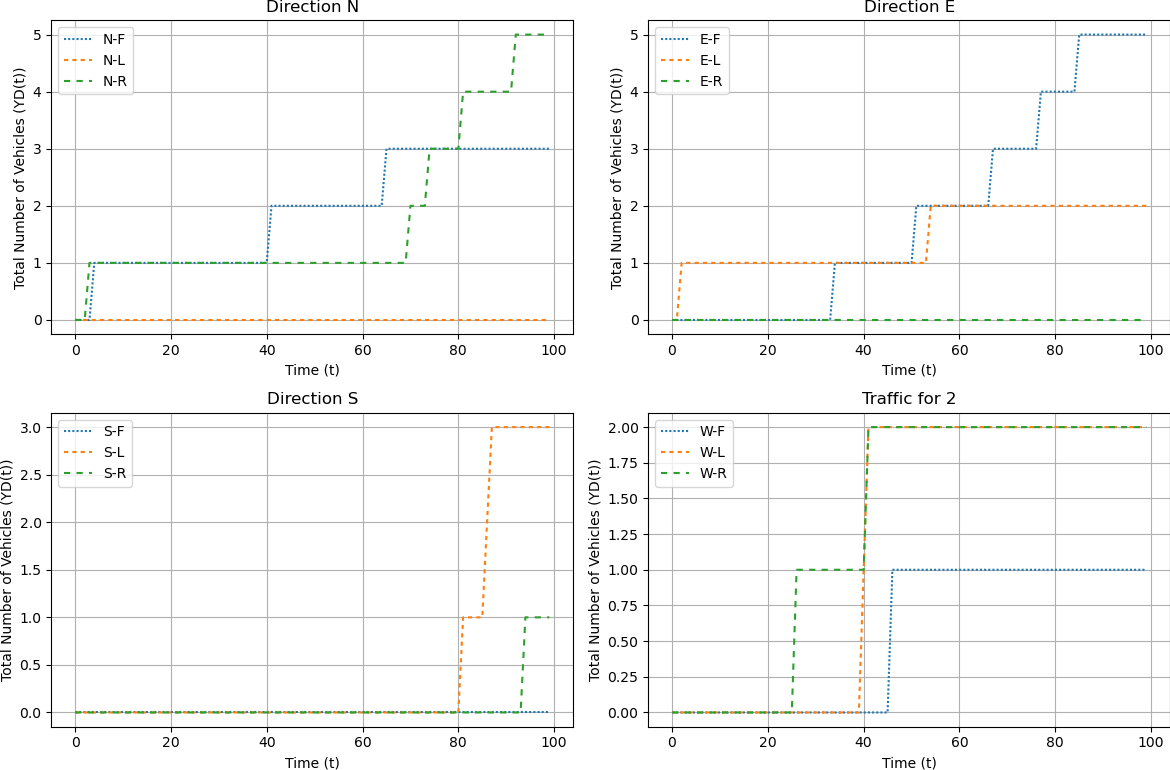 Direction N
Total Number of Vehicles (YD(t))
5
4
3
2
1
0
N-F
N-L
N-R
0 20 40 60 80 100
Time (t)
Direction E
Total Number of Vehicles (YD(t))
5
4
3
2
1
0
E-F
E-L
E-R
0 20 40 60 80 100
Time (t)
Direction S
Total Number of Vehicles (YD(t))
3.0
2.5
2.0
1.5
1.0
0.5
0.0
S-F
S-L
S-R
0 20 40 60 80 100
Time (t)
Traffic for 2
Total Number of Vehicles (YD(t))
2.00
1.75
1.50
1.25
1.00
0.75
0.50
0.25
0.00
W-F
W-L
W-R
0 20 40 60 80 100
Time (t)